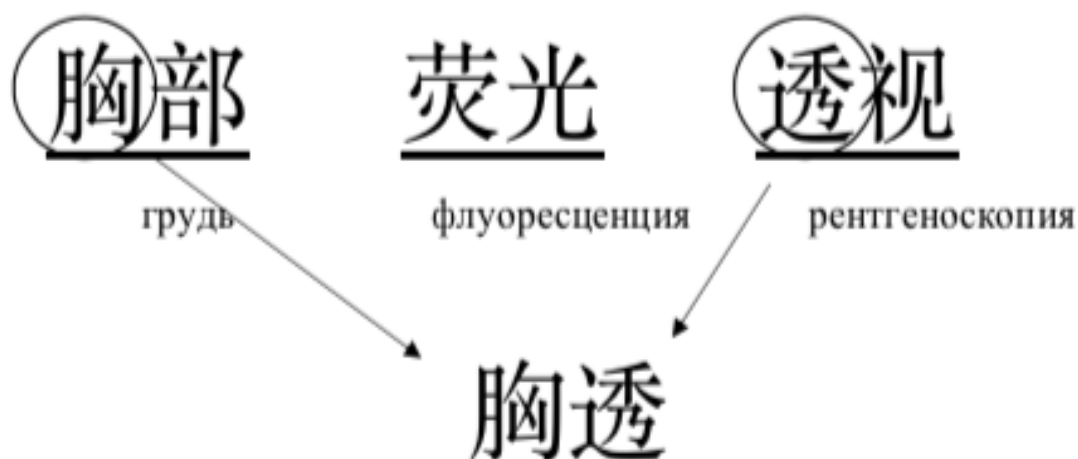 胸部 荧光 透视
грудь флуоресценция рентгеноскопия
胸透